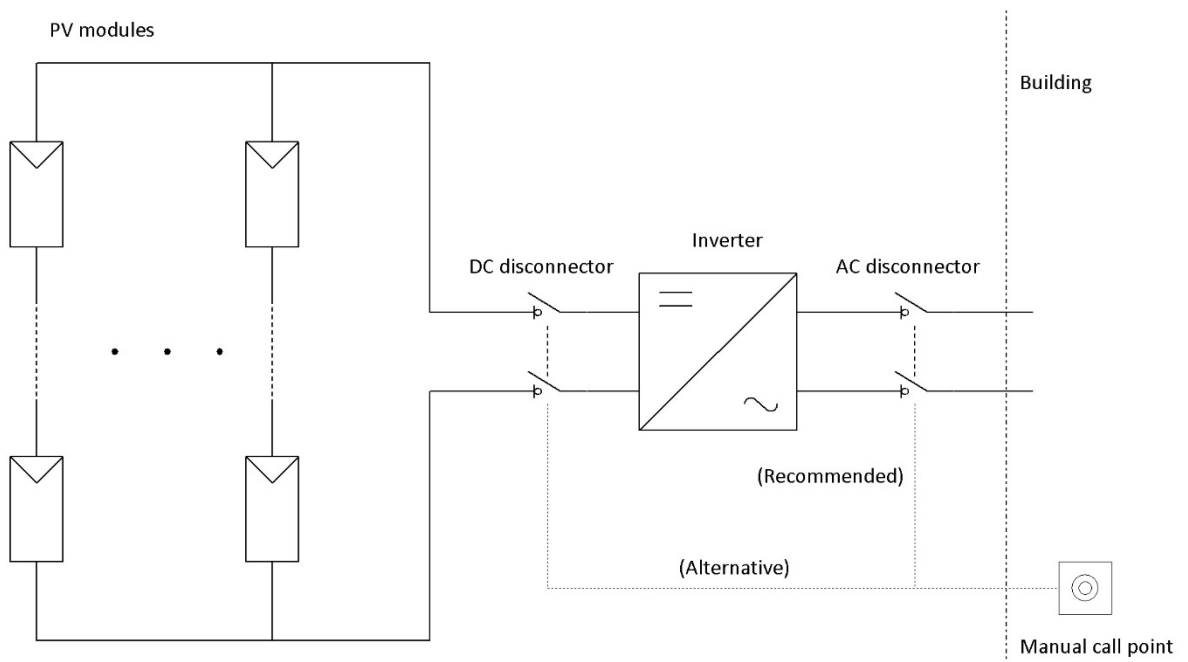 PV modules
Building
Inverter
DC disconnector
AC disconnector
(Recommended)
(Alternative)
Manual call point